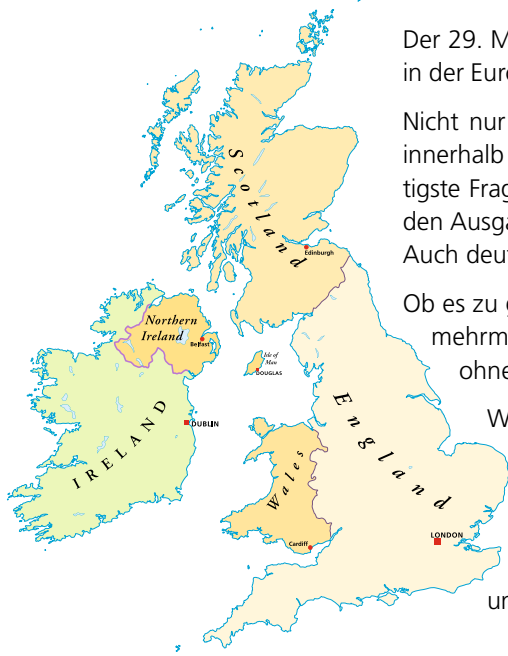 Der 29. M
in der Euro
Nicht nur
innerhalb
tigste Frag
den Ausga
Auch deut
Ob es zu g
mehrm
ohne
W
un
Scotland
Edinburgh
Northern
Ireland
Belfast
Isle of
Man
DOUGLAS
IRELAND
DUBLIN
England
Wales
Cardiff
LONDON